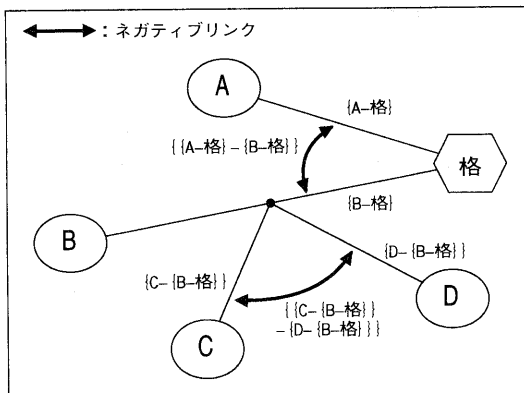 ：ネガティブリンク
A
{A-格}
{{A-格}-{B-格}}
格
{B-格}
B
{C-{B-格}}
{D-{B-格}}
D
{{C-{B-格}}
-{D-{B-格}}}
C